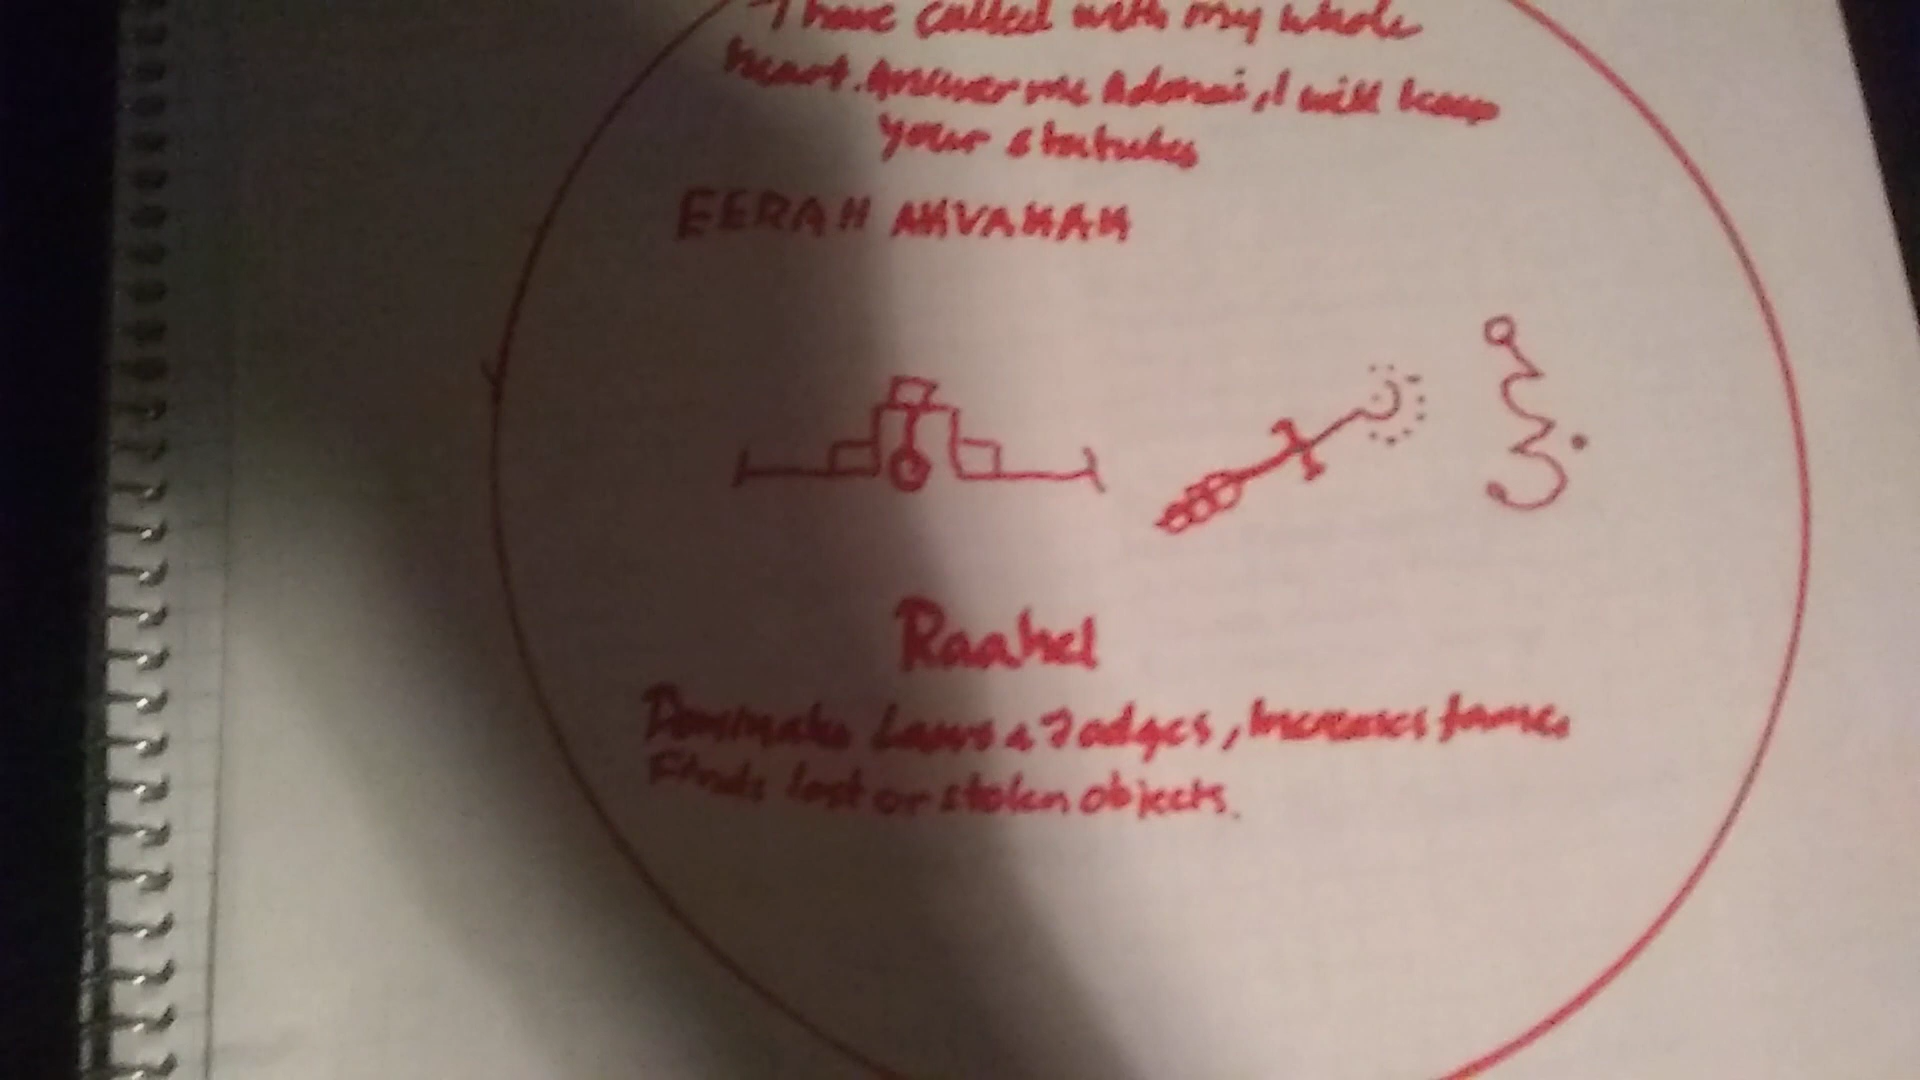 I have called with my whole
heart. Answer me Adonai, I will keep
your statutes
EERAH AHVAHAH
Raahel
Dominates Laws & Judges, Increases fame.
Finds lost or stolen objects.